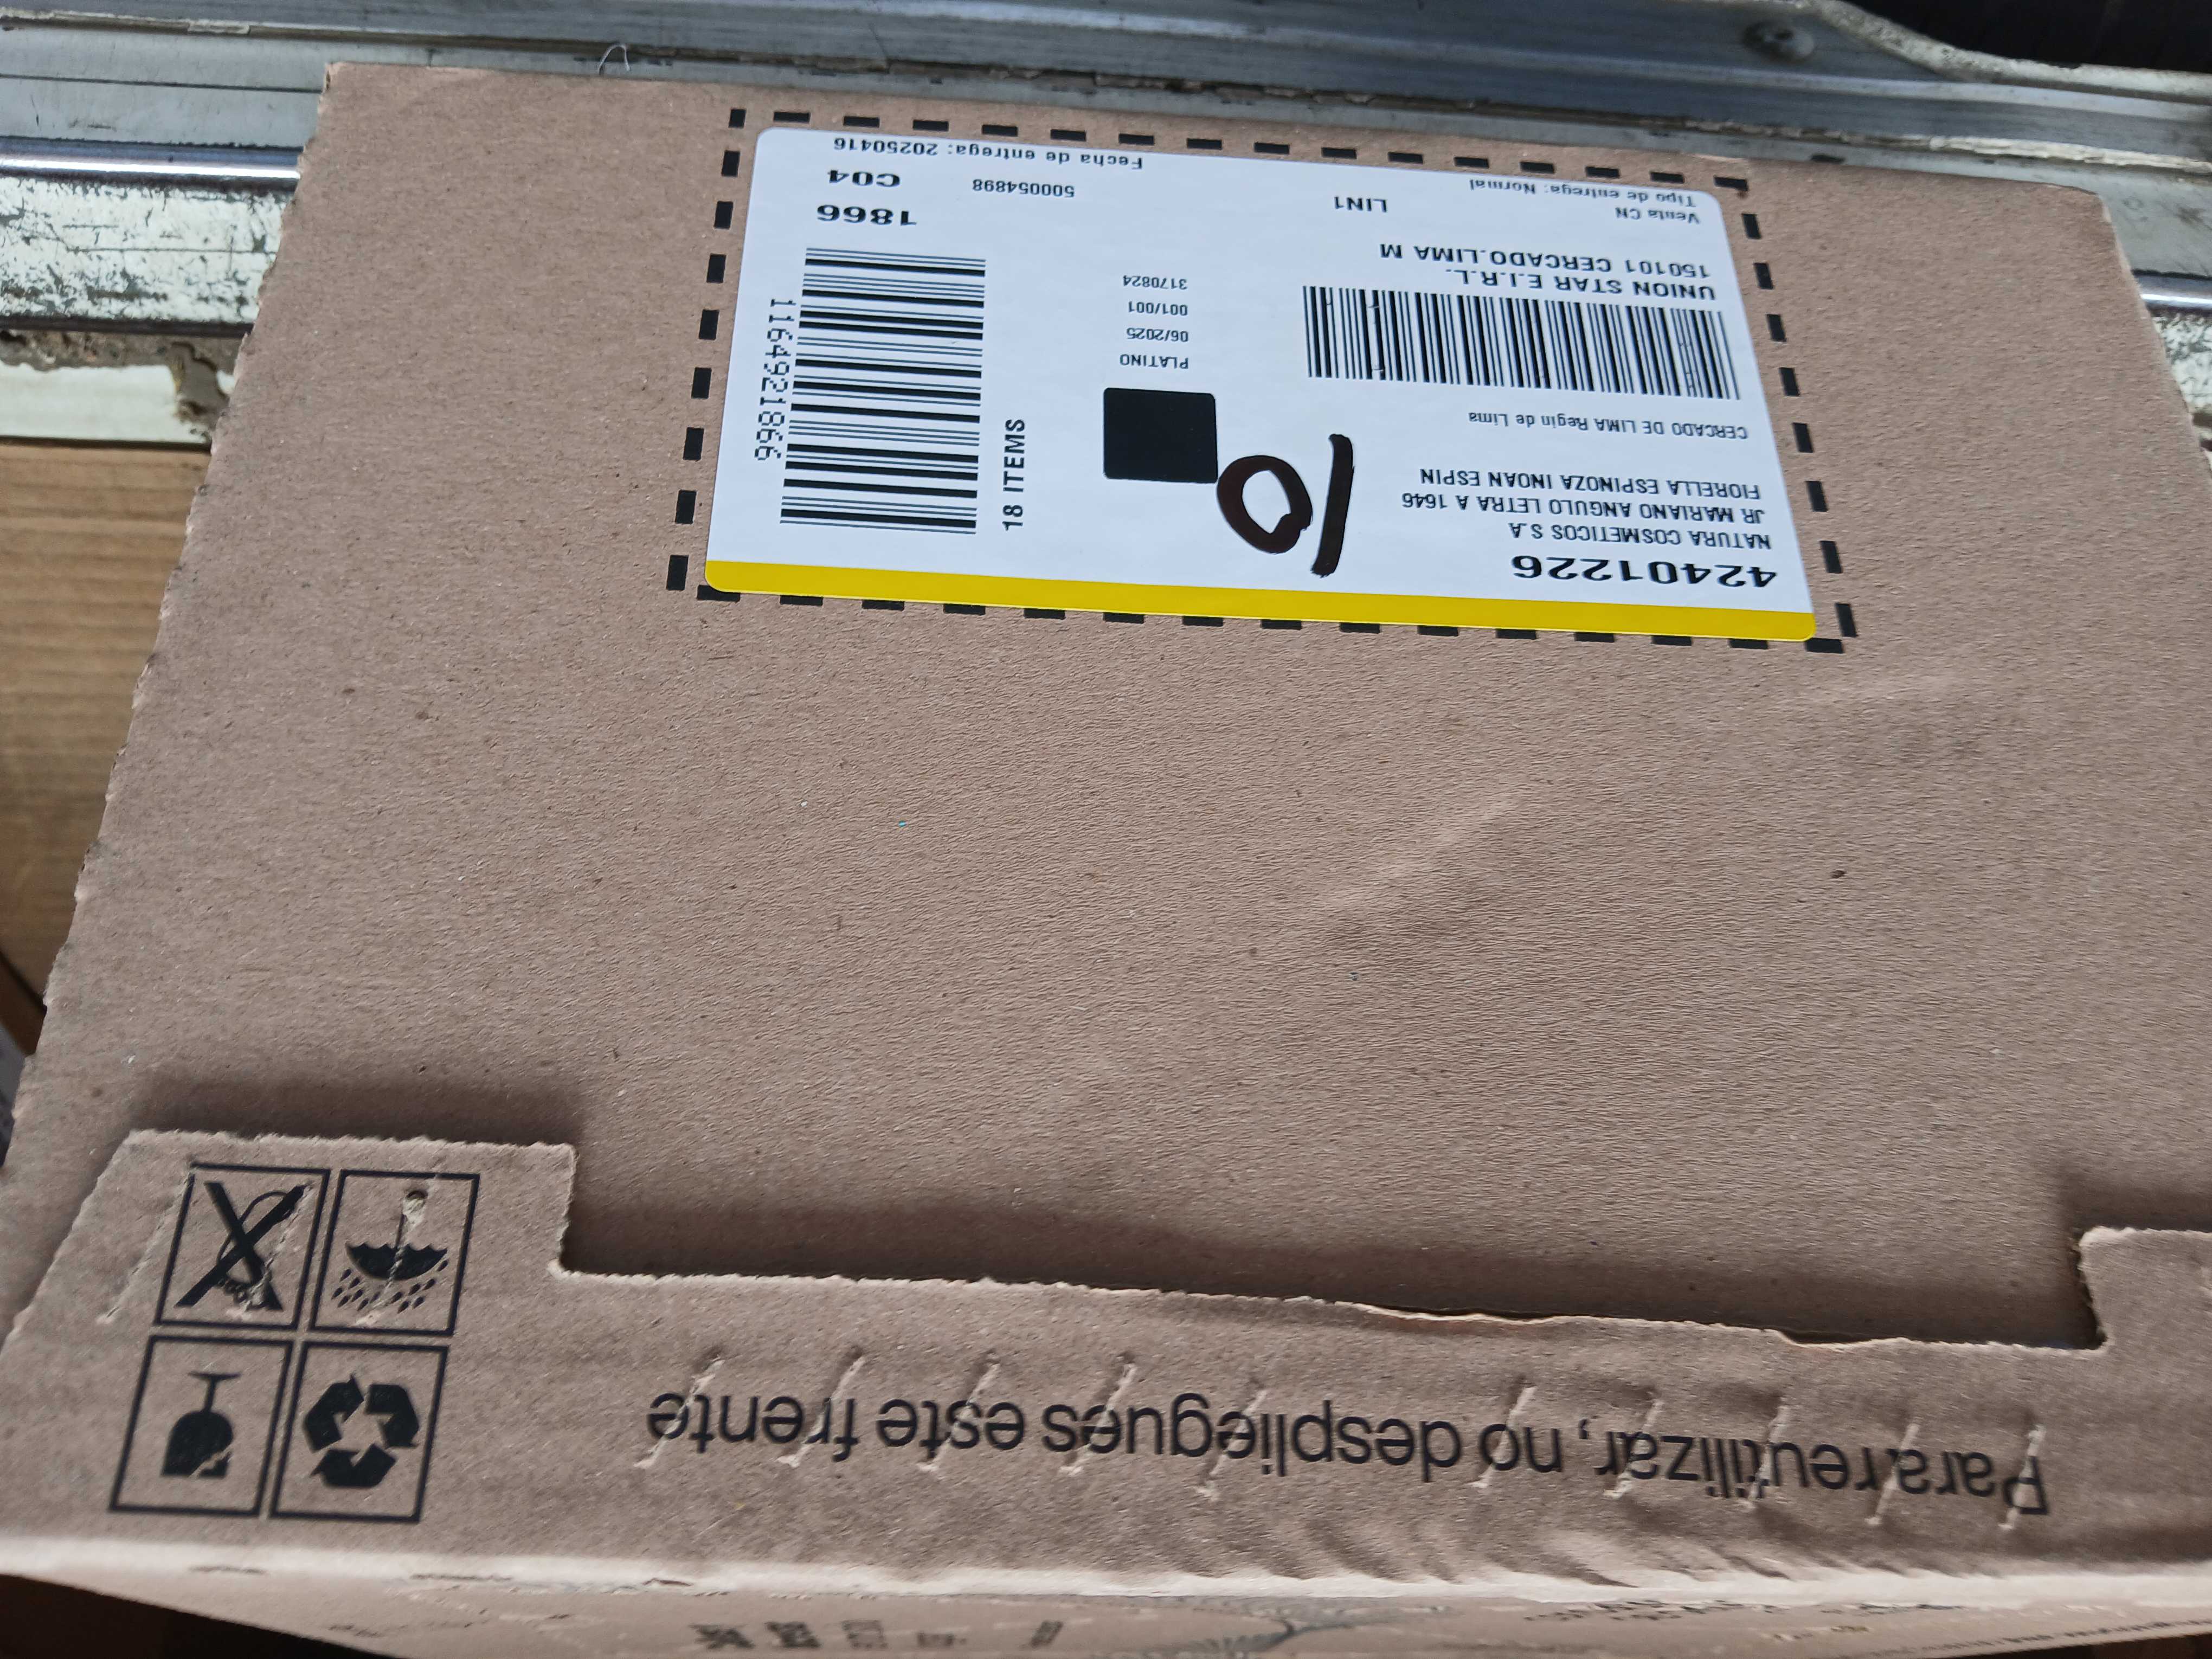 42401226
NATURA COSMETICOS S.A
JR MARIANO ANGULO LETRA A 1646
FIORELLA ESPINOZA INOAN ESPIN
CERCADO DE LIMA Regin de Lima
UNION STAR E.I.R.L.
150101 CERCADO.LIMA M
Venta CN
Tipo de entrega: Normal
LIN1
10
PLATINO
06/2025
001/001
3170824
500054898
Fecha de entrega: 20250416
18 ITEMS
1164921866
1866
C04
Para reutilizar, no despliegues este frente